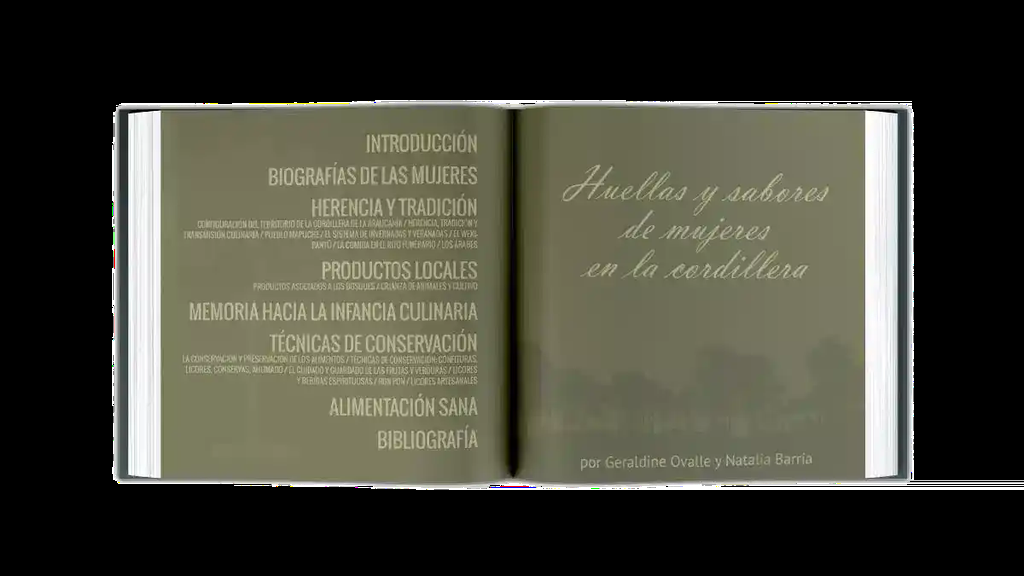 INTRODUCCIÓN
BIOGRAFÍAS DE LAS MUJERES
HERENCIA Y TRADICIÓN
CONFIGURACIÓN DEL TERRITORIO DE LA CORDILLERA DE LA ARAUCANÍA / HERENCIA, TRADICIÓN Y
TRANSMISIÓN CULINARIA / PUEBLO MAPUCHE / EL SISTEMA DE INVERNADAS Y VERANADAS / EL WEXI-
PANTÜ / LA COMIDA EN EL RITO FUNERARIO / LOS ÁRABES
PRODUCTOS LOCALES
PRODUCTOS ASOCIADOS A LOS BOSQUES / CRIANZA DE ANIMALES Y CULTIVO
MEMORIA HACIA LA INFANCIA CULINARIA
TÉCNICAS DE CONSERVACIÓN
LA CONSERVACIÓN Y PRESERVACIÓN DE LOS ALIMENTOS / TÉCNICAS DE CONSERVACIÓN: CONFITURAS,
LICORES, CONSERVAS, AHUMADO / EL CUIDADO Y GUARDADO DE LAS FRUTAS Y VERDURAS / LICORES
Y BEBIDAS ESPIRITUOSAS / RON PON / LICORES ARTESANALES
ALIMENTACIÓN SANA
BIBLIOGRAFÍA
Huellas y sabores
de mujeres
en la cordillera
por Geraldine Ovalle y Natalia Barría